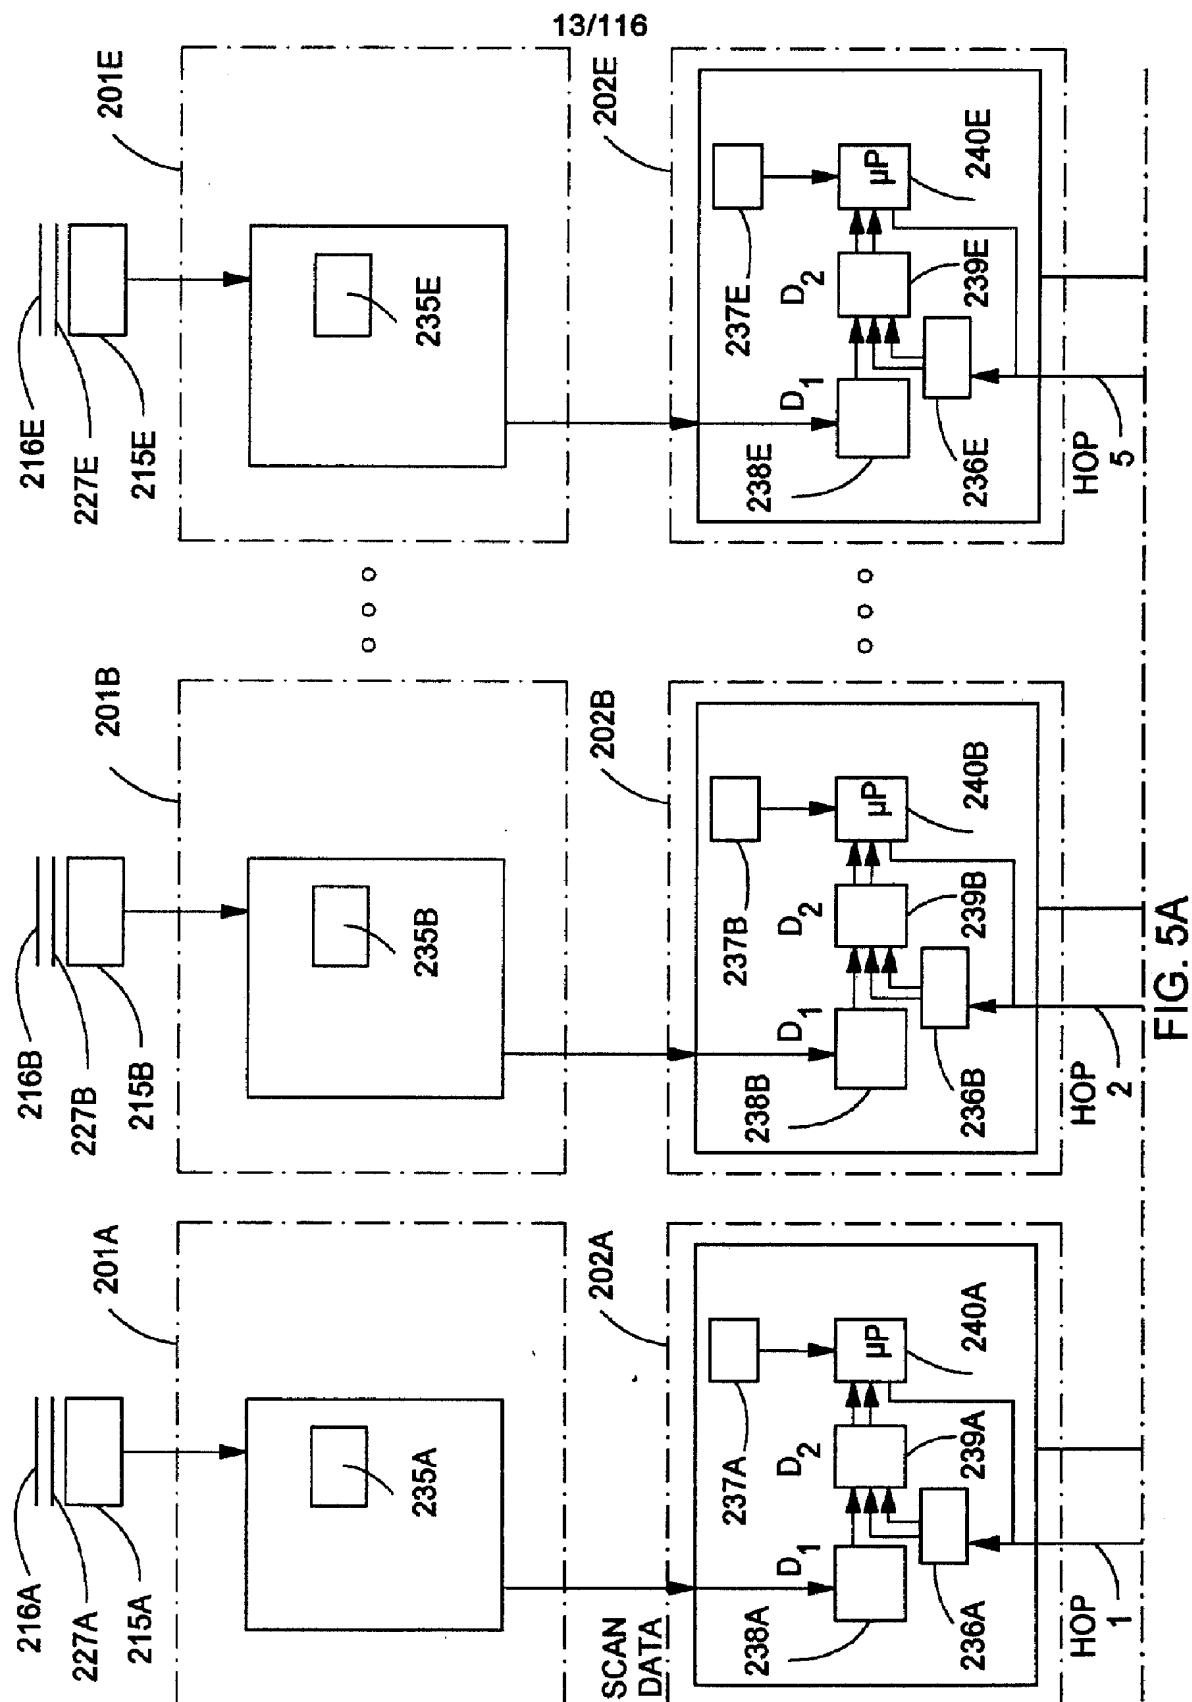 13/116
216A
227A
215A
201A
235A
SCAN
DATA
202A
237A
D1
D2
µP
238A
239A
240A
236A
HOP
1
216B
227B
215B
201B
235B
202B
237B
D1
D2
µP
238B
239B
240B
236B
HOP
2
216E
227E
215E
201E
235E
202E
237E
D1
D2
µP
238E
239E
240E
236E
HOP
5
FIG. 5A